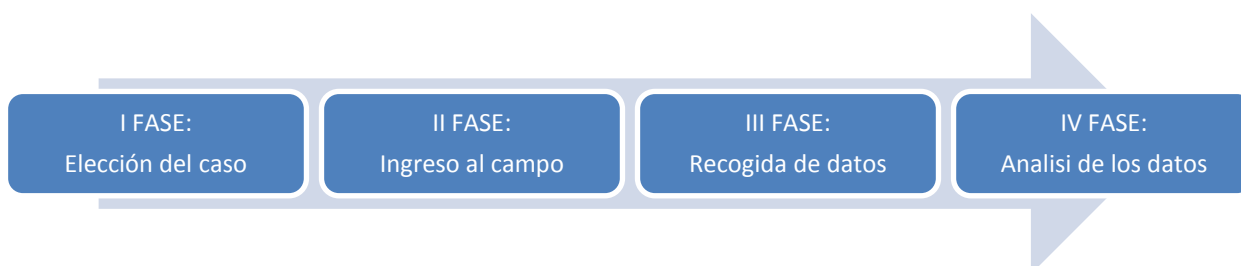 I FASE:
Elección del caso
II FASE:
Ingreso al campo
III FASE:
Recogida de datos
IV FASE:
Analisi de los datos